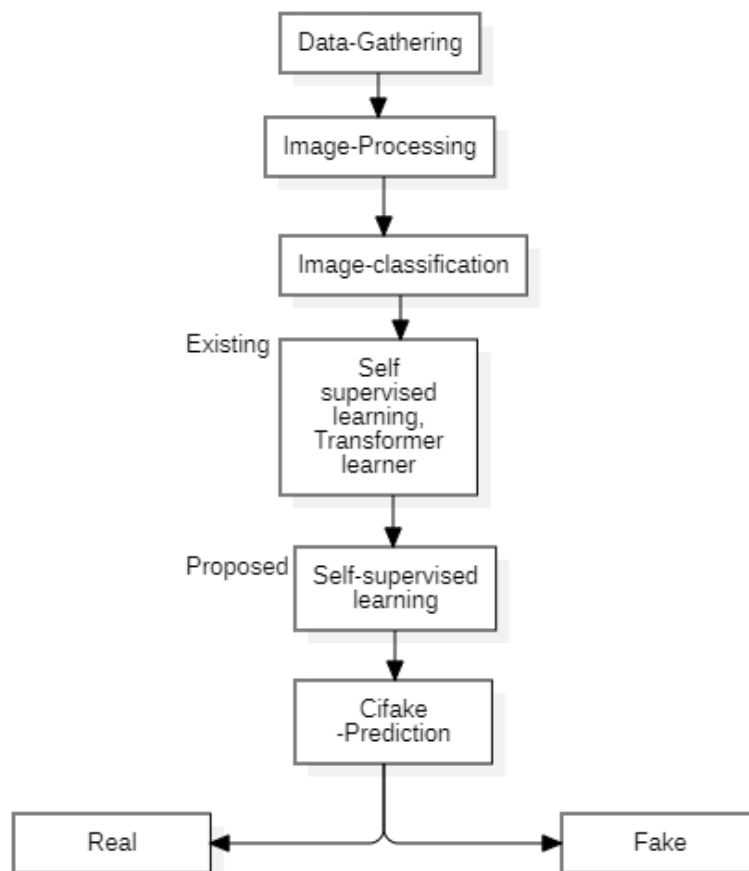 Data-Gathering
Image-Processing
Image-classification
Existing
Self
supervised
learning,
Transformer
learner
Proposed
Self-supervised
learning
Cifake
-Prediction
Real
Fake